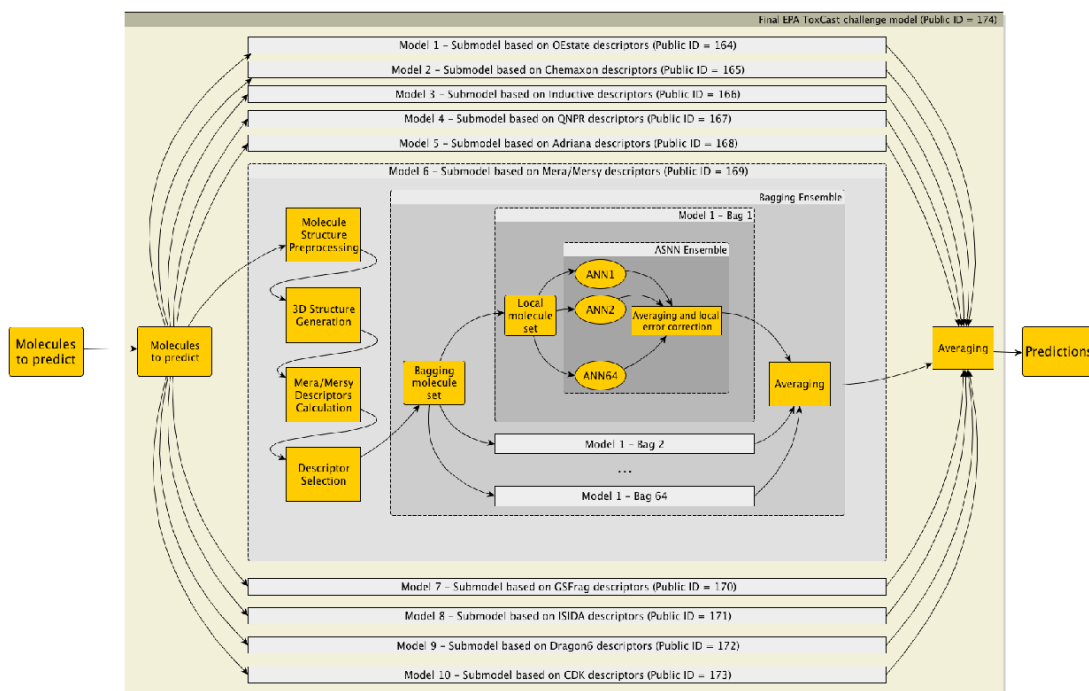 Final EPA ToxCast challenge model (Public ID = 174)
Model 1 – Submodel based on OEstate descriptors (Public ID = 164)
Model 2 – Submodel based on Chemaxon descriptors (Public ID = 165)
Model 3 – Submodel based on Inductive descriptors (Public ID = 166)
Model 4 – Submodel based on QNPR descriptors (Public ID = 167)
Model 5 – Submodel based on Adriana descriptors (Public ID = 168)
Model 6 – Submodel based on Mera/Mersy descriptors (Public ID = 169)
Bagging Ensemble
Model 1 – Bag 1
ASNN Ensemble
Molecules
to predict
Molecules
to predict
Molecule
Structure
Preprocessing
3D Structure
Generation
Mera/Mersy
Descriptors
Calculation
Descriptor
Selection
Bagging
molecule
set
Local
molecule
set
ANN1
ANN2
ANN64
Averaging and local
error correction
Model 1 – Bag 2
...
Model 1 – Bag 64
Averaging
Averaging
Predictions
Model 7 – Submodel based on GSFrag descriptors (Public ID = 170)
Model 8 – Submodel based on ISIDA descriptors (Public ID = 171)
Model 9 – Submodel based on Dragon6 descriptors (Public ID = 172)
Model 10 – Submodel based on CDK descriptors (Public ID = 173)